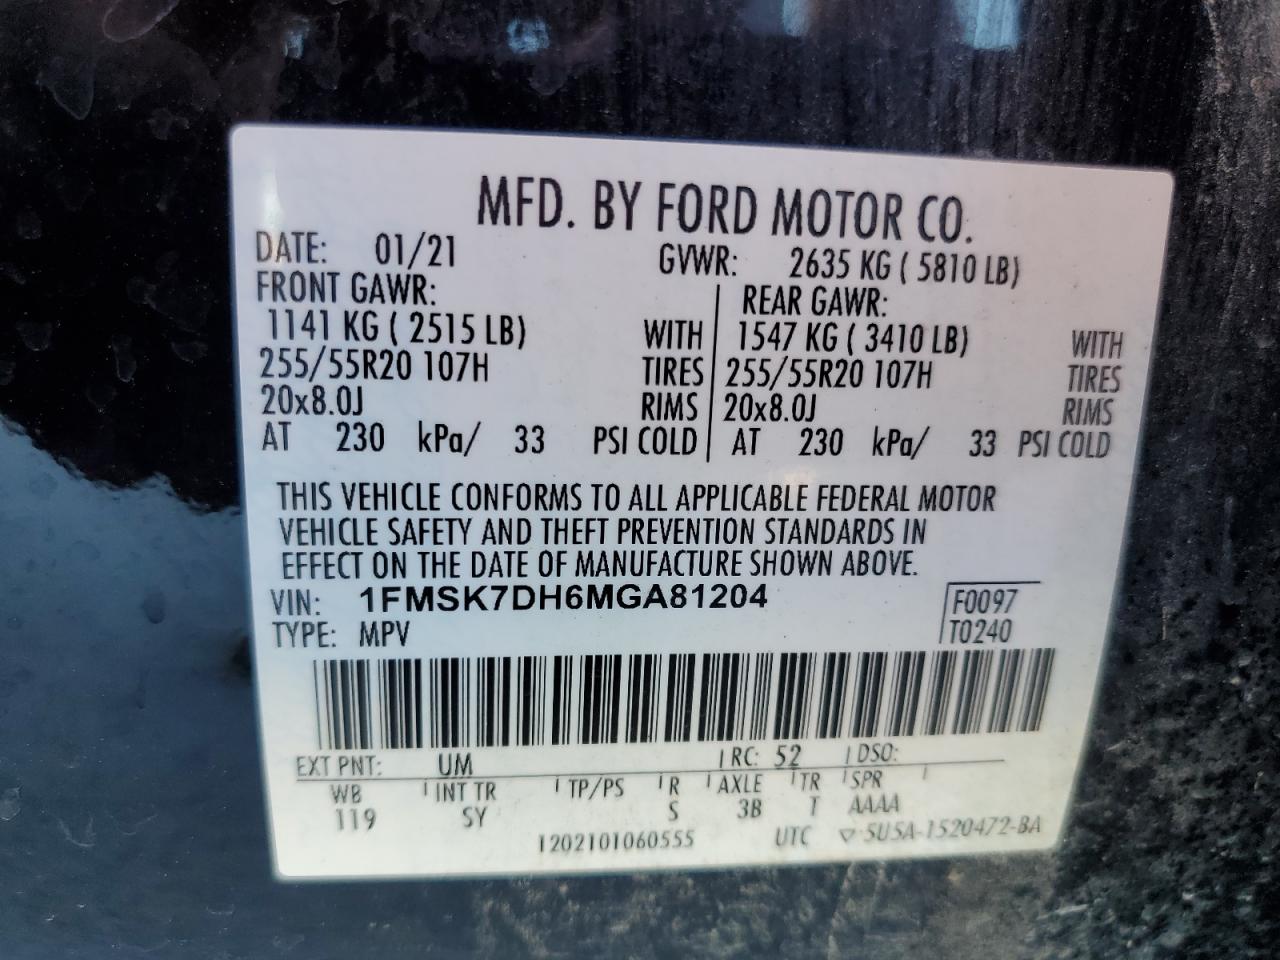 MFD. BY FORD MOTOR CO.
DATE: 01/21 GVWR: 2635 KG ( 5810 LB)
FRONT GAWR: REAR GAWR:
1141 KG ( 2515 LB) WITH 1547 KG ( 3410 LB) WITH
255/55R20 107H TIRES 255/55R20 107H TIRES
20x8.0J RIMS 20x8.0J RIMS
AT 230 kPa/ 33 PSI COLD AT 230 kPa/ 33 PSI COLD
THIS VEHICLE CONFORMS TO ALL APPLICABLE FEDERAL MOTOR
VEHICLE SAFETY AND THEFT PREVENTION STANDARDS IN
EFFECT ON THE DATE OF MANUFACTURE SHOWN ABOVE.
VIN: 1FMSK7DH6MGA81204 F0097
TYPE: MPV T0240
EXT PNT: UM RC: 52 DSO:
WB INT TR TP/PS R AXLE TR SPR
119 SY S 3B T AAAA
1202101060555 UTC ▽ SU5A-1520472-BA